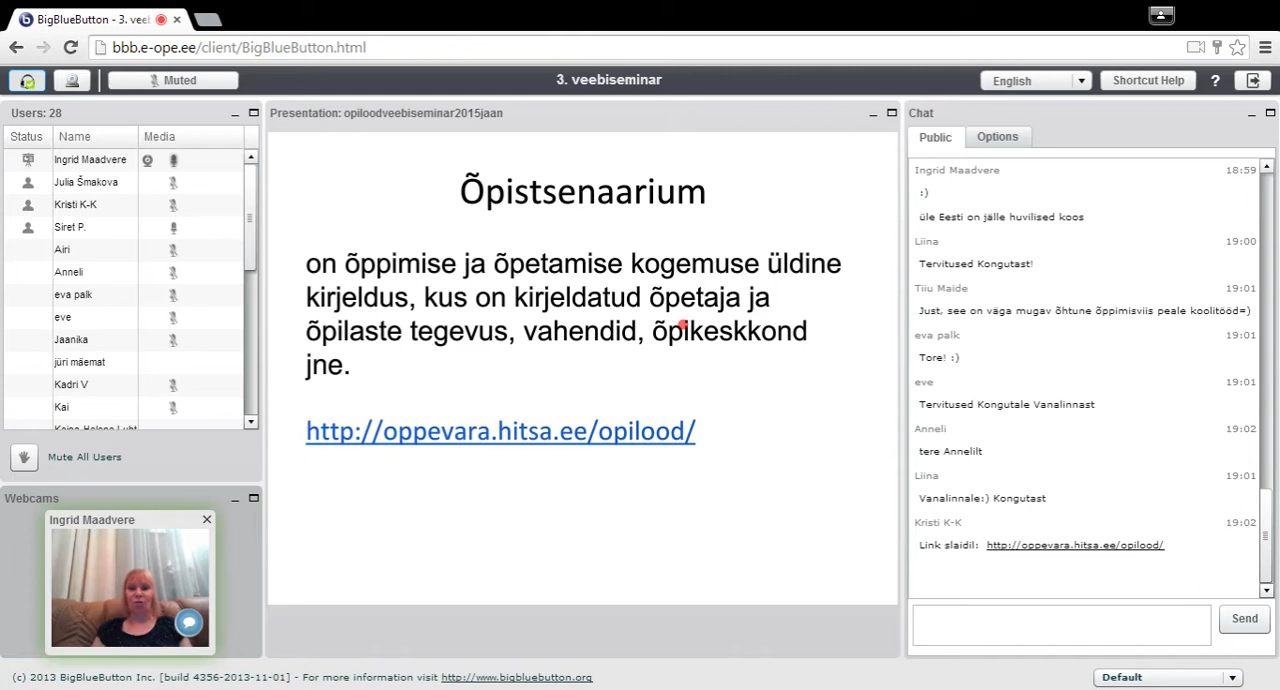 BigBlueButton - 3. veel
bbb.e-ope.ee/client/BigBlueButton.html
Muted
3. veebiseminar
English
Shortcut Help
?
Users: 28
Status Name Media
Ingrid Maadvere
Julia Šmakova
Kristi K-K
Siret P.
Airi
Anneli
eva palk
eve
Jaanika
jüri mäemat
Kadri V
Kai
Mute All Users
Webcams
Ingrid Maadvere
Presentation: opiloodveebiseminar2015jaan
Õpistsenaarium
on õppimise ja õpetamise kogemuse üldine
kirjeldus, kus on kirjeldatud õpetaja ja
õpilaste tegevus, vahendid, õpikeskkond
jne.
http://oppevara.hitsa.ee/opilood/
Chat
Public Options
Ingrid Maadvere 18:59
:)
üle Eesti on jälle huvilised koos
Liina 19:00
Tervitused Kongutast!
Tiiu Maide 19:01
Just, see on väga mugav õhtune õppimisviis peale koolitööd=)
eva palk 19:01
Tore! :)
eve 19:01
Tervitused Kongutale Vanalinnast
Anneli 19:02
tere Annelilt
Liina 19:01
Vanalinnale:) Kongutast
Kristi K-K 19:02
Link slaidil: http://oppevara.hitsa.ee/opilood/
Send
(c) 2013 BigBlueButton Inc. [build 4356-2013-11-01] - For more information visit http://www.bigbluebutton.org
Default